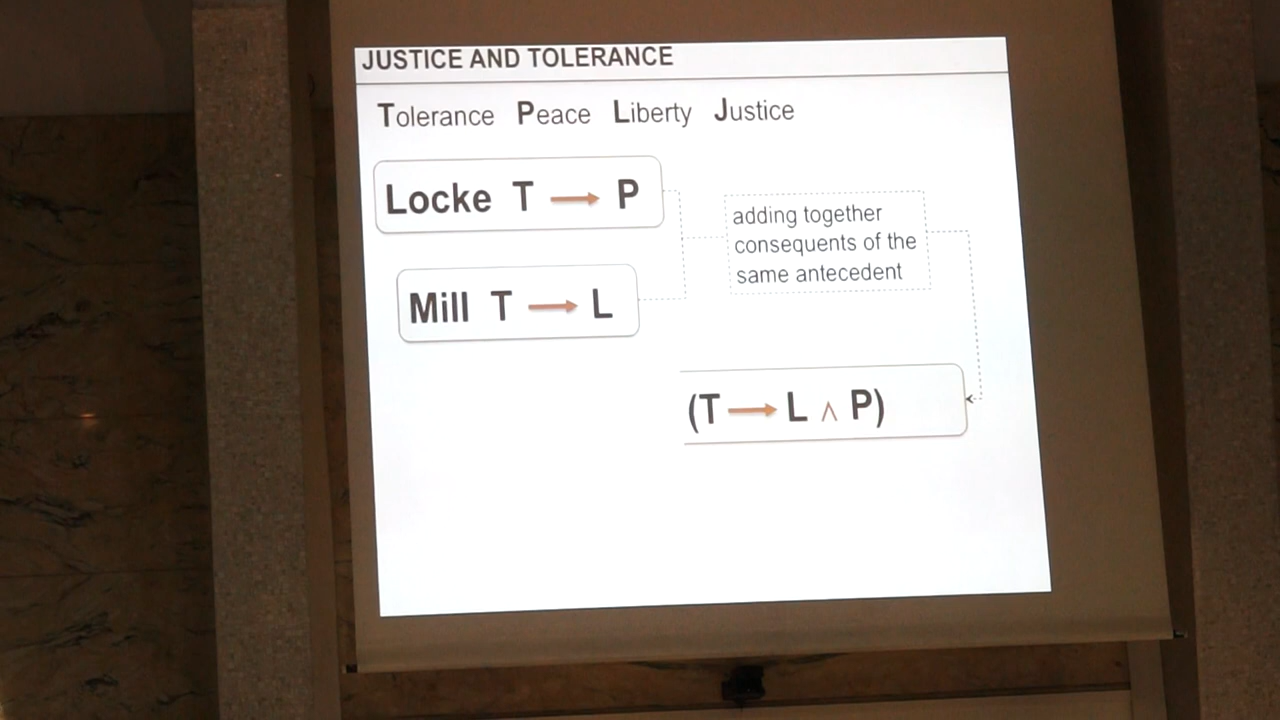 JUSTICE AND TOLERANCE
Tolerance Peace Liberty Justice
Locke T → P
adding together
consequents of the
same antecedent
Mill T → L
(T → L ∧ P)